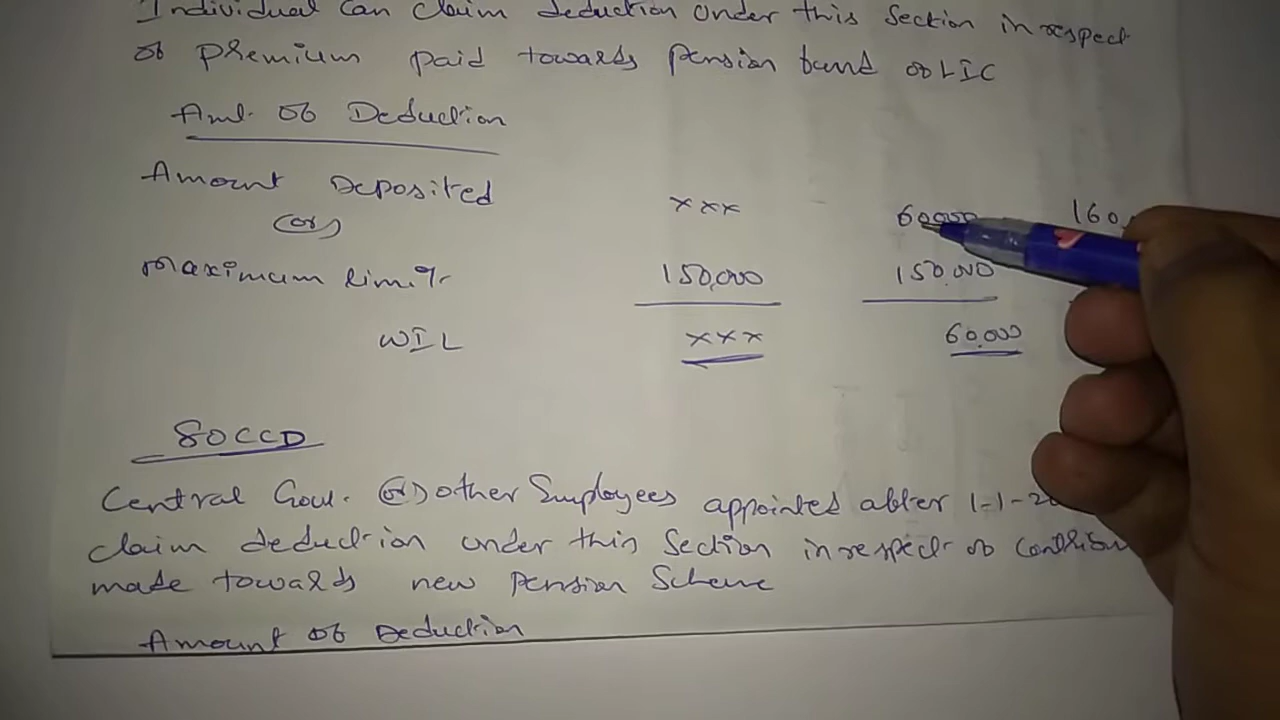 Individual Can Claim deduction under this Section in respect
of Premium paid towards Pension fund of LIC
Amt. of Deduction
Amount Deposited xxx 60,000 160,
(or)
Maximum limit 150,000 150,000
WIL xxx 60,000
80CCD
Central Govt. (or) other Employees appointed after 1-1-20
claim deduction under this Section in respect of
made towards new Pension Scheme
Amount of Deduction